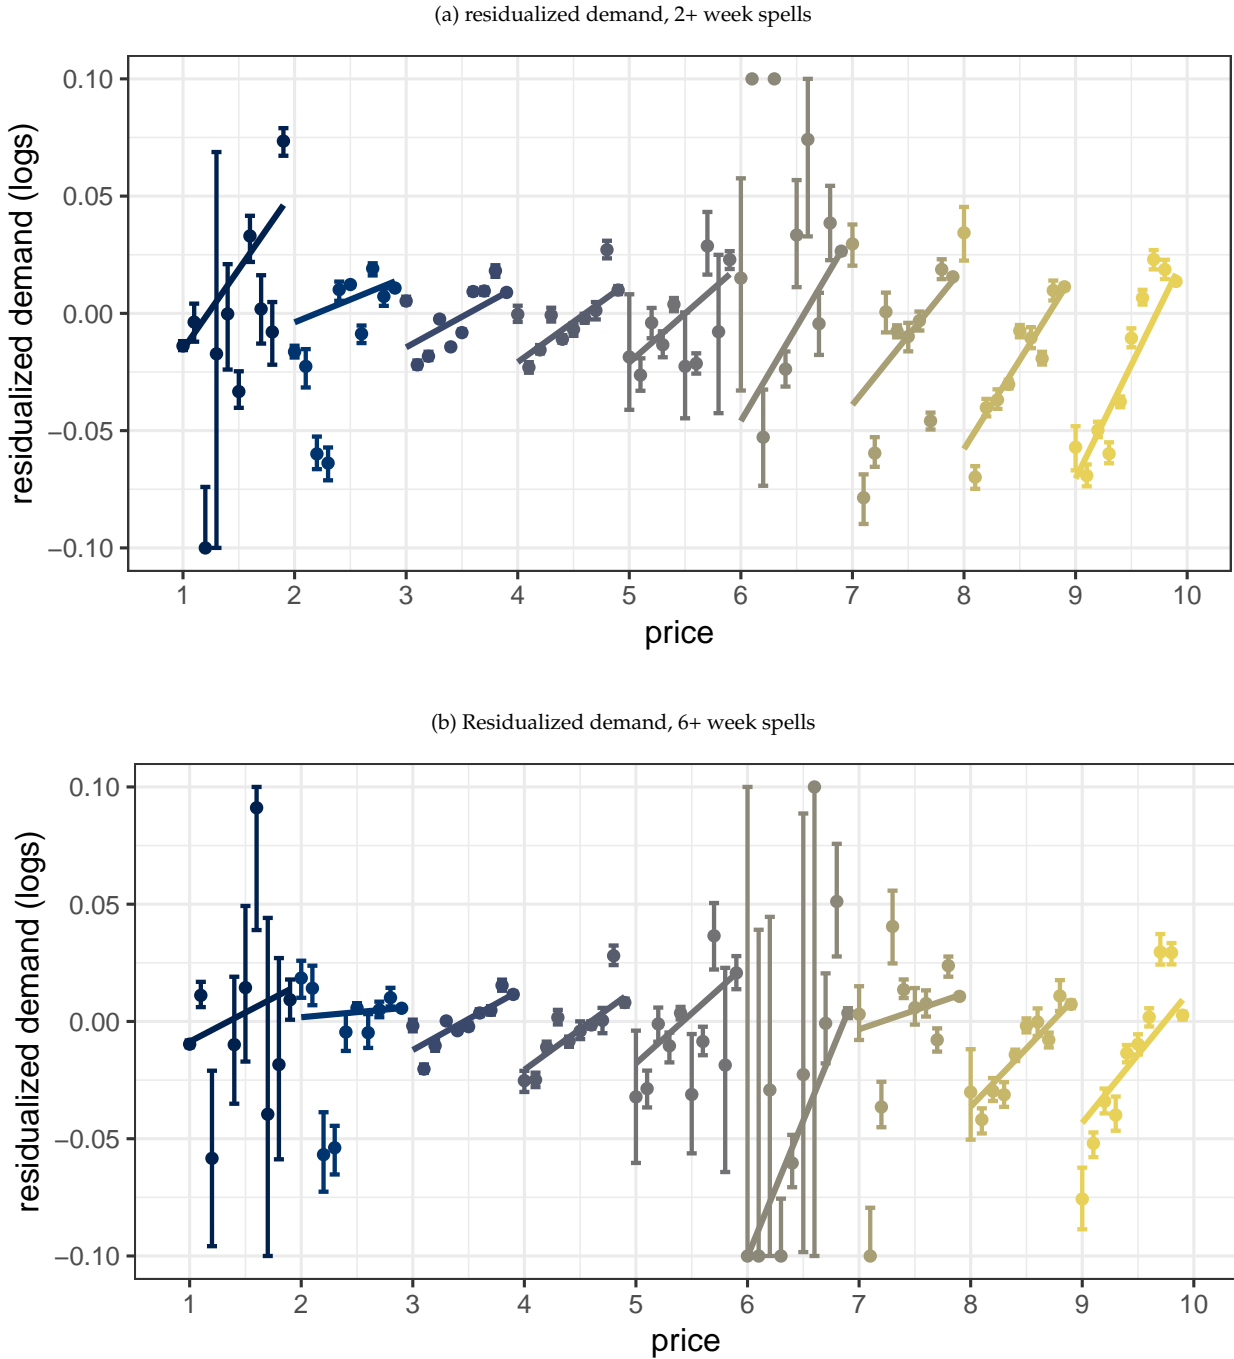 (a) residualized demand, 2+ week spells
residualized demand (logs)
0.10
0.05
0.00
−0.05
−0.10
1 2 3 4 5 6 7 8 9 10
price
(b) Residualized demand, 6+ week spells
residualized demand (logs)
0.10
0.05
0.00
−0.05
−0.10
1 2 3 4 5 6 7 8 9 10
price